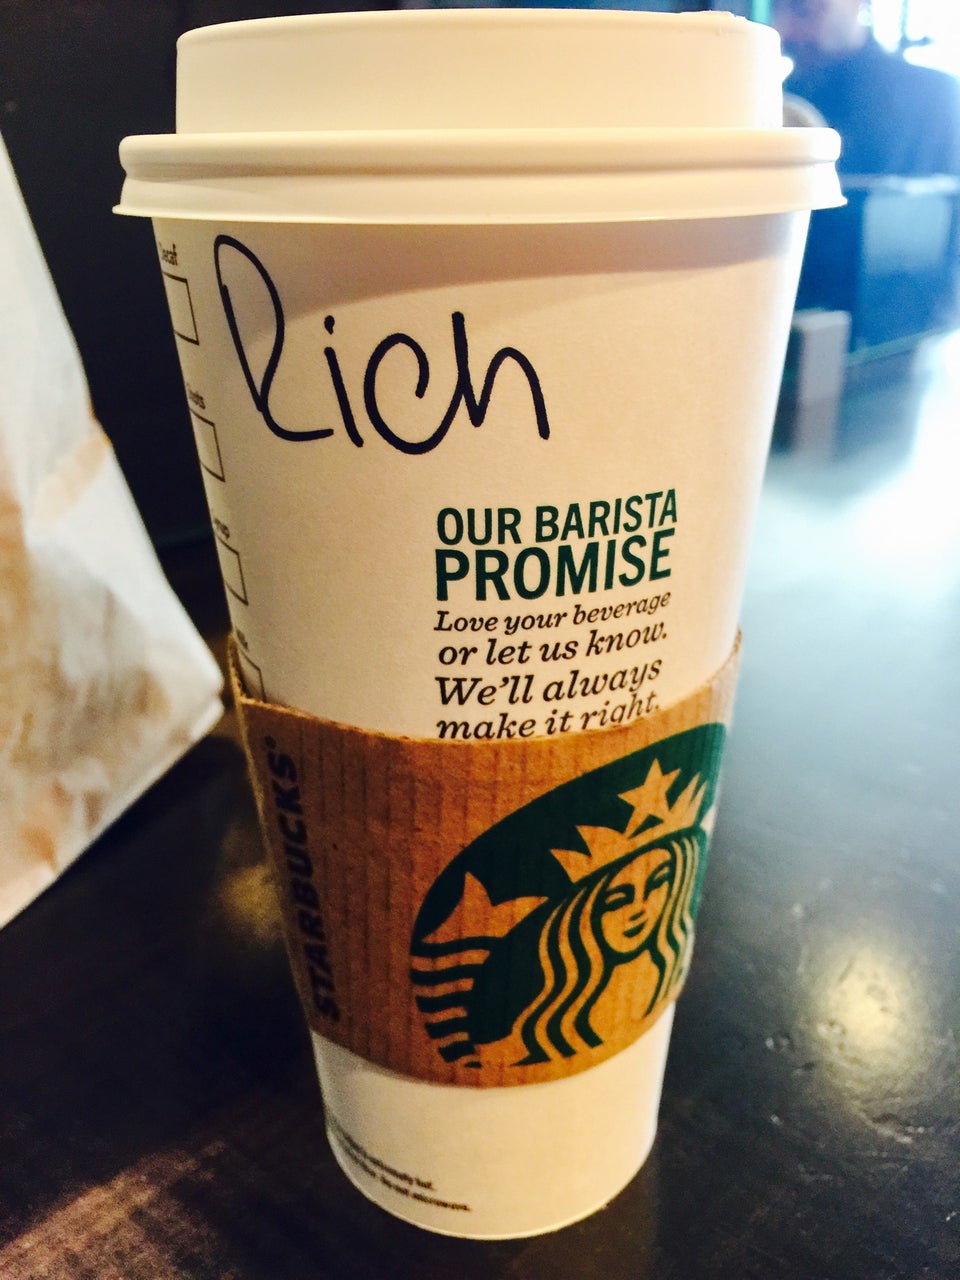 Decaf
Rich
OUR BARISTA
PROMISE
Love your beverage
or let us know.
We'll always
make it right.
STARBUCKS®